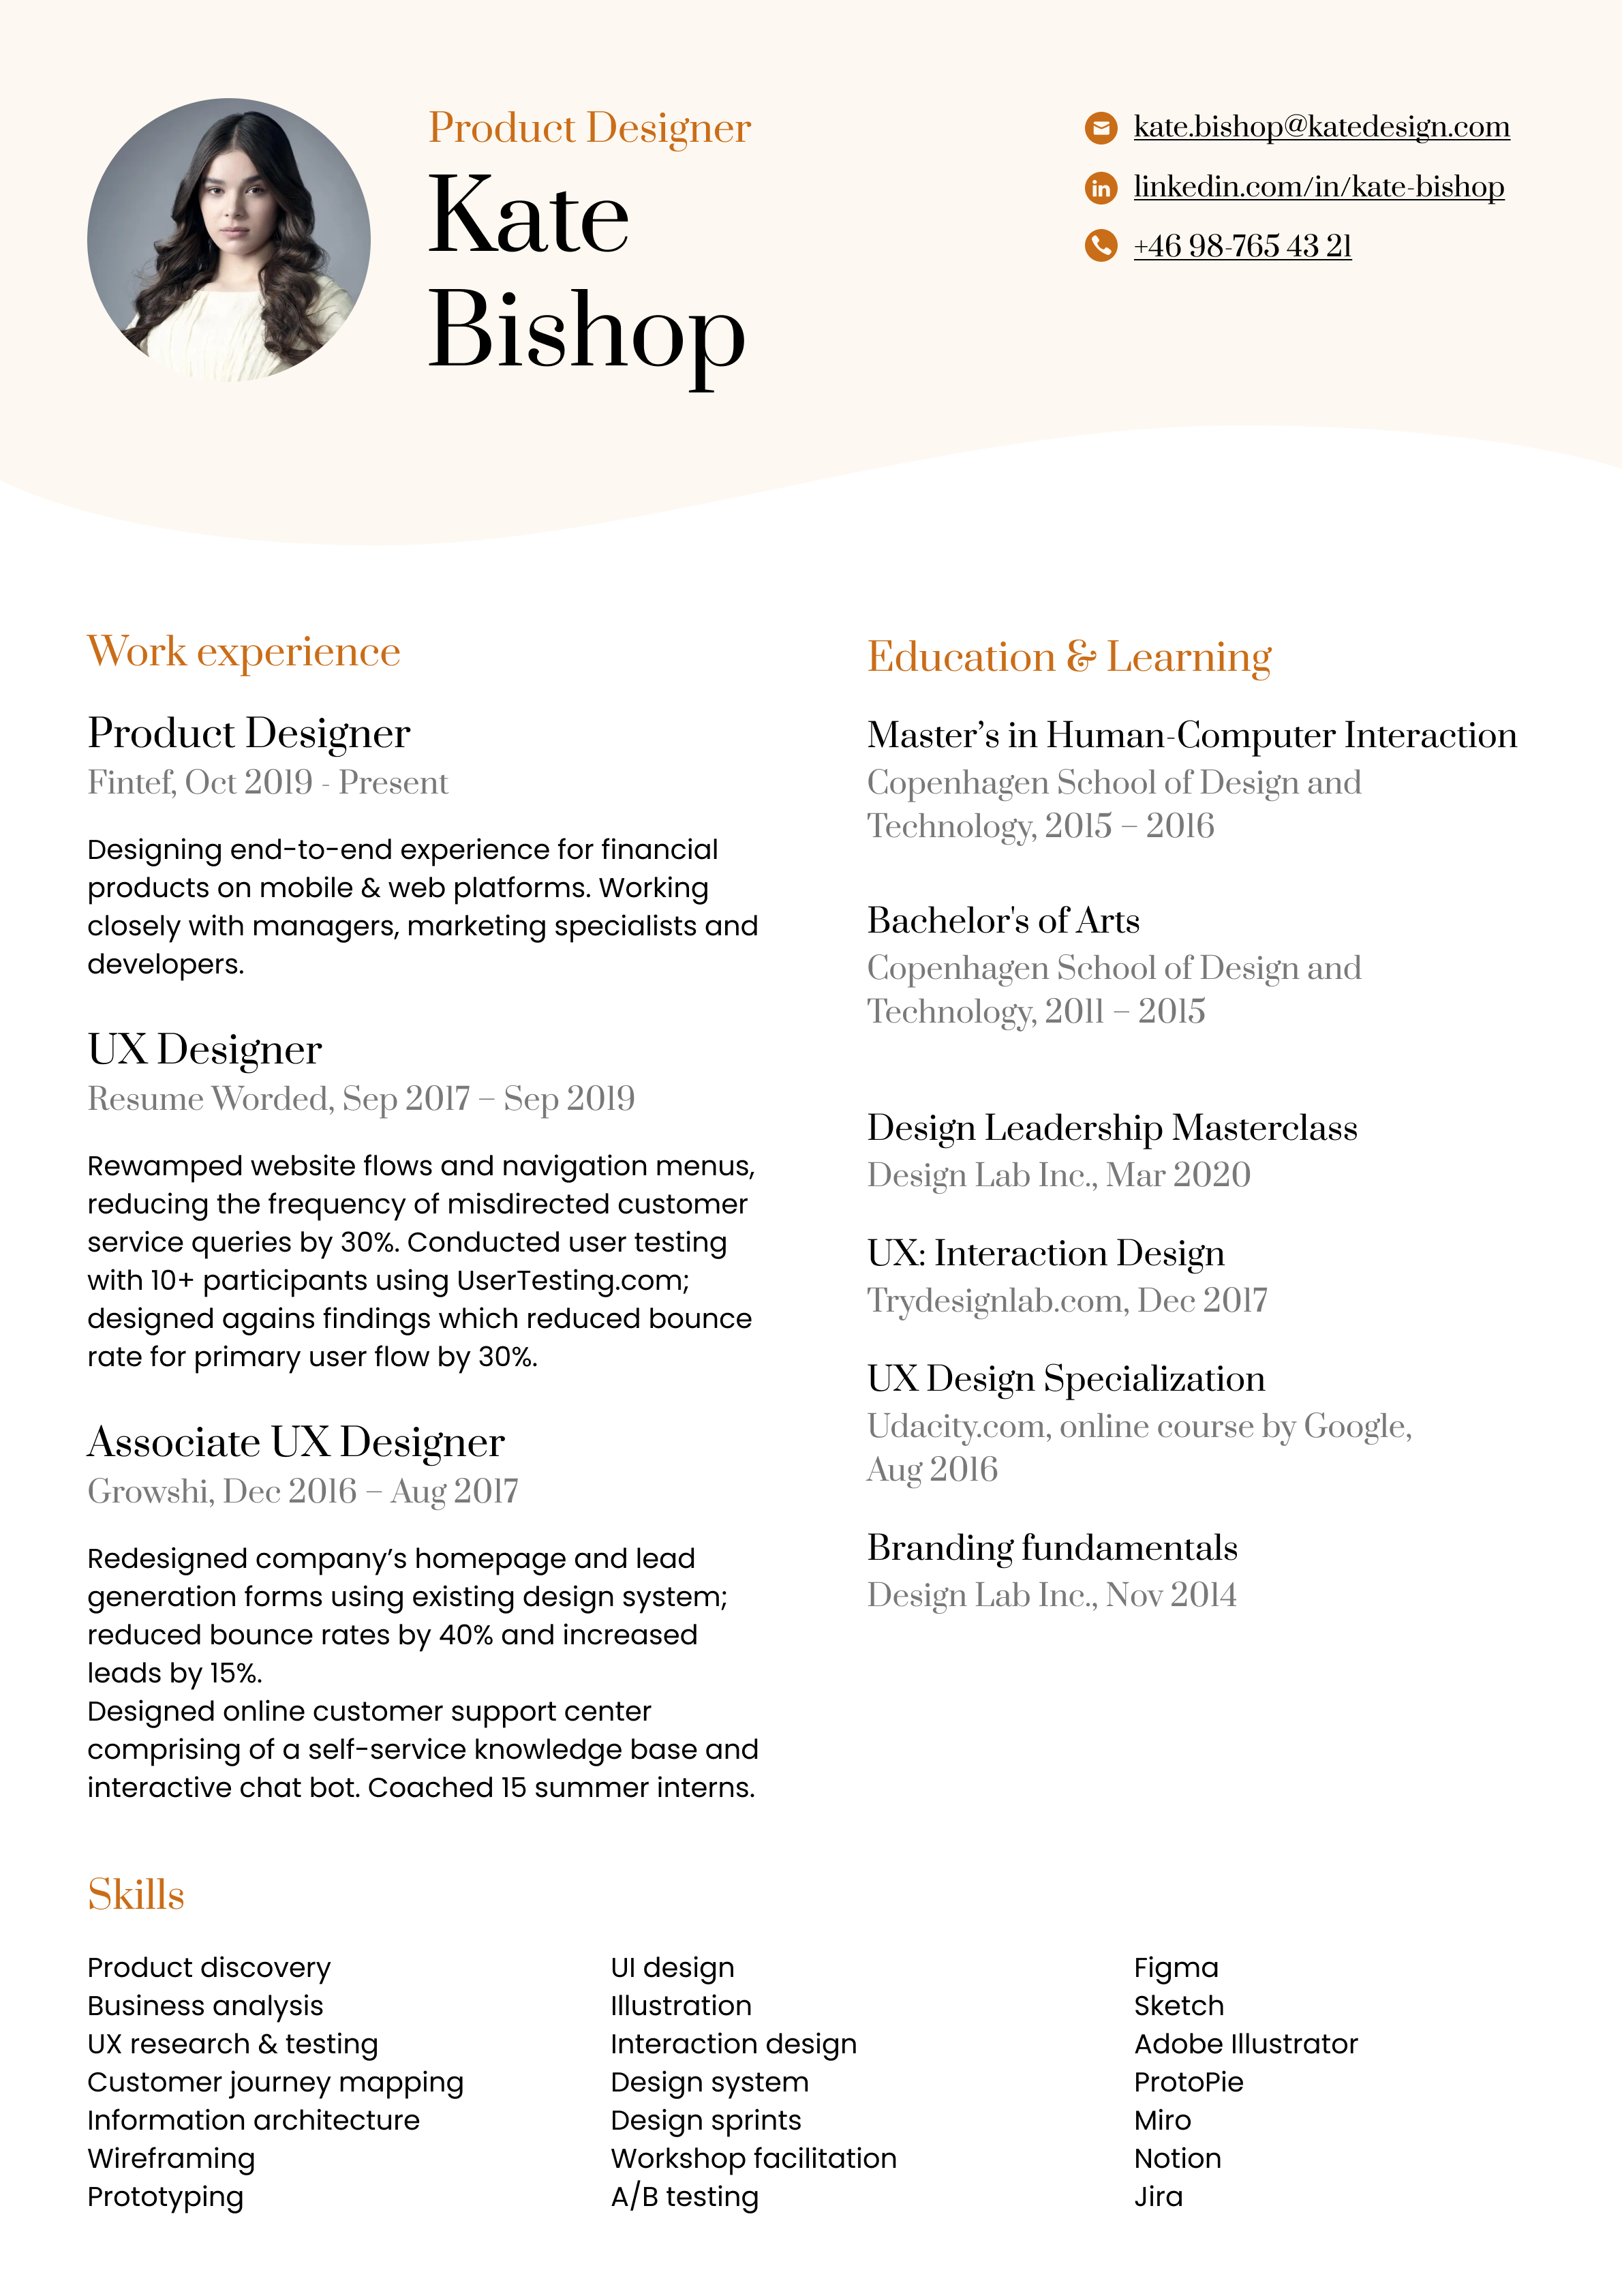 Product Designer
Kate
Bishop
kate.bishop@katedesign.com
linkedin.com/in/kate-bishop
+46 98-765 43 21
Work experience
Product Designer
Fintef, Oct 2019 - Present
Designing end-to-end experience for financial
products on mobile & web platforms. Working
closely with managers, marketing specialists and
developers.
UX Designer
Resume Worded, Sep 2017 – Sep 2019
Rewamped website flows and navigation menus,
reducing the frequency of misdirected customer
service queries by 30%. Conducted user testing
with 10+ participants using UserTesting.com;
designed agains findings which reduced bounce
rate for primary user flow by 30%.
Associate UX Designer
Growshi, Dec 2016 – Aug 2017
Redesigned company’s homepage and lead
generation forms using existing design system;
reduced bounce rates by 40% and increased
leads by 15%.
Designed online customer support center
comprising of a self-service knowledge base and
interactive chat bot. Coached 15 summer interns.
Education & Learning
Master’s in Human-Computer Interaction
Copenhagen School of Design and
Technology, 2015 – 2016
Bachelor's of Arts
Copenhagen School of Design and
Technology, 2011 – 2015
Design Leadership Masterclass
Design Lab Inc., Mar 2020
UX: Interaction Design
Trydesignlab.com, Dec 2017
UX Design Specialization
Udacity.com, online course by Google,
Aug 2016
Branding fundamentals
Design Lab Inc., Nov 2014
Skills
Product discovery
Business analysis
UX research & testing
Customer journey mapping
Information architecture
Wireframing
Prototyping
UI design
Illustration
Interaction design
Design system
Design sprints
Workshop facilitation
A/B testing
Figma
Sketch
Adobe Illustrator
ProtoPie
Miro
Notion
Jira